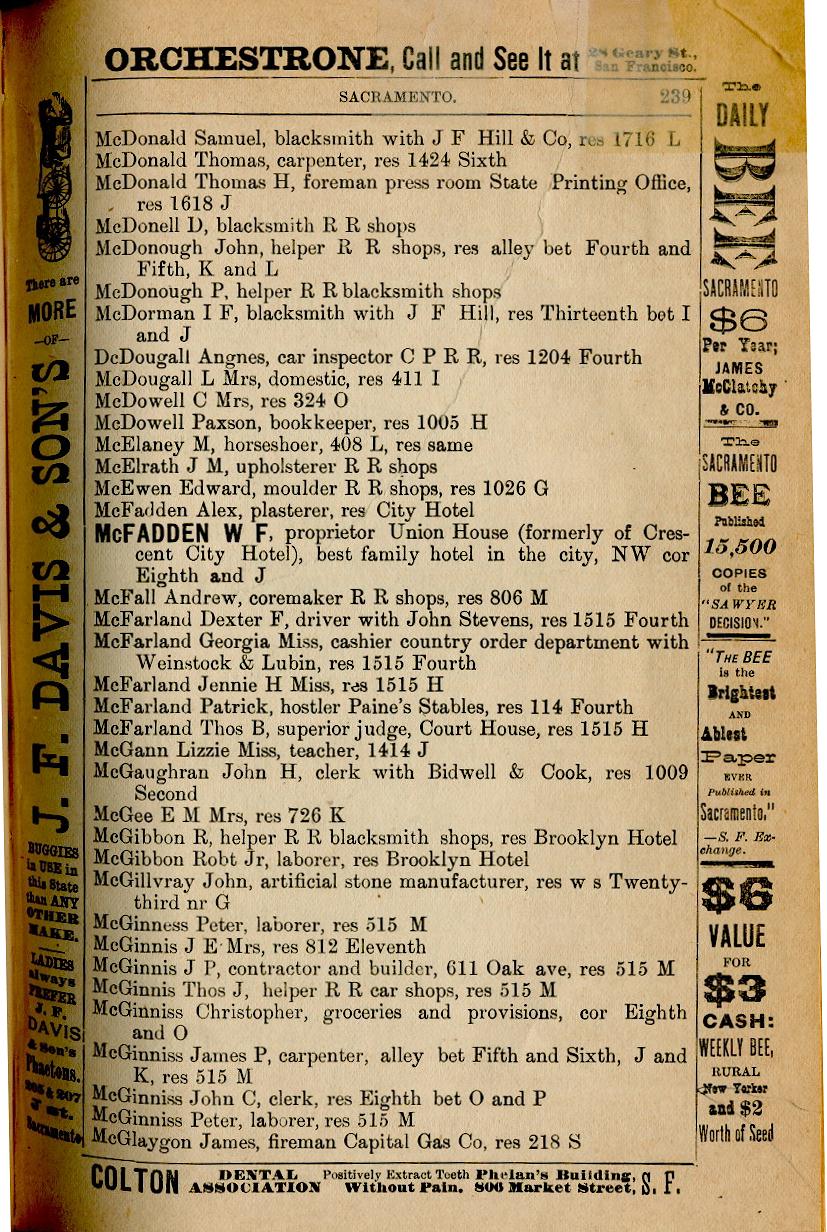 ORCHESTRONE, Call and See It at 28 Geary St., San Francisco.
SACRAMENTO. 239
McDonald Samuel, blacksmith with J F Hill & Co, res 1716 L
McDonald Thomas, carpenter, res 1424 Sixth
McDonald Thomas H, foreman press room State Printing Office,
res 1618 J
McDonell D, blacksmith R R shops
McDonough John, helper R R shops, res alley bet Fourth and
Fifth, K and L
McDonough P, helper R R blacksmith shops
McDorman I F, blacksmith with J F Hill, res Thirteenth bet I
and J
DcDougall Angnes, car inspector C P R R, res 1204 Fourth
McDougall L Mrs, domestic, res 411 I
McDowell C Mrs, res 324 O
McDowell Paxson, bookkeeper, res 1005 H
McElaney M, horseshoer, 408 L, res same
McElrath J M, upholsterer R R shops
McEwen Edward, moulder R R shops, res 1026 G
McFadden Alex, plasterer, res City Hotel
McFADDEN W F, proprietor Union House (formerly of Cres-
cent City Hotel), best family hotel in the city, NW cor
Eighth and J
McFall Andrew, coremaker R R shops, res 806 M
McFarland Dexter F, driver with John Stevens, res 1515 Fourth
McFarland Georgia Miss, cashier country order department with
Weinstock & Lubin, res 1515 Fourth
McFarland Jennie H Miss, res 1515 H
McFarland Patrick, hostler Paine's Stables, res 114 Fourth
McFarland Thos B, superior judge, Court House, res 1515 H
McGann Lizzie Miss, teacher, 1414 J
McGaughran John H, clerk with Bidwell & Cook, res 1009
Second
McGee E M Mrs, res 726 K
McGibbon R, helper R R blacksmith shops, res Brooklyn Hotel
McGibbon Robt Jr, laborer, res Brooklyn Hotel
McGillvray John, artificial stone manufacturer, res w s Twenty-
third nr G
McGinness Peter, laborer, res 515 M
McGinnis J E Mrs, res 812 Eleventh
McGinnis J P, contractor and builder, 611 Oak ave, res 515 M
McGinnis Thos J, helper R R car shops, res 515 M
McGinniss Christopher, groceries and provisions, cor Eighth
and O
McGinniss James P, carpenter, alley bet Fifth and Sixth, J and
K, res 515 M
McGinniss John C, clerk, res Eighth bet O and P
McGinniss Peter, laborer, res 515 M
McGlaygon James, fireman Capital Gas Co, res 218 S
There are
MORE
—OF—
J. F. DAVIS & SON'S
BUGGIES
in USE in
this State
than ANY
OTHER
MAKE.
LADIES
always
PREFER
J. F.
DAVIS
& Son's
Phaetons.
205 & 207
J st.
Sacramento
The
DAILY
BEE
SACRAMENTO
$6
Per Year;
JAMES
McClatchy
& CO.
The
SACRAMENTO
BEE
Published
15,500
COPIES
of the
"SAWYER
DECISION."
"THE BEE
is the
Brightest
AND
Ablest
Paper
EVER
Published in
Sacramento,"
—S. F. Ex-
change.
$6
VALUE
FOR
$3
CASH:
WEEKLY BEE,
RURAL
New Yorker
and $2
Worth of Seed
COLTON DENTAL ASSOCIATION Positively Extract Teeth Without Pain. Phelan's Building, 806 Market Street, S. F.